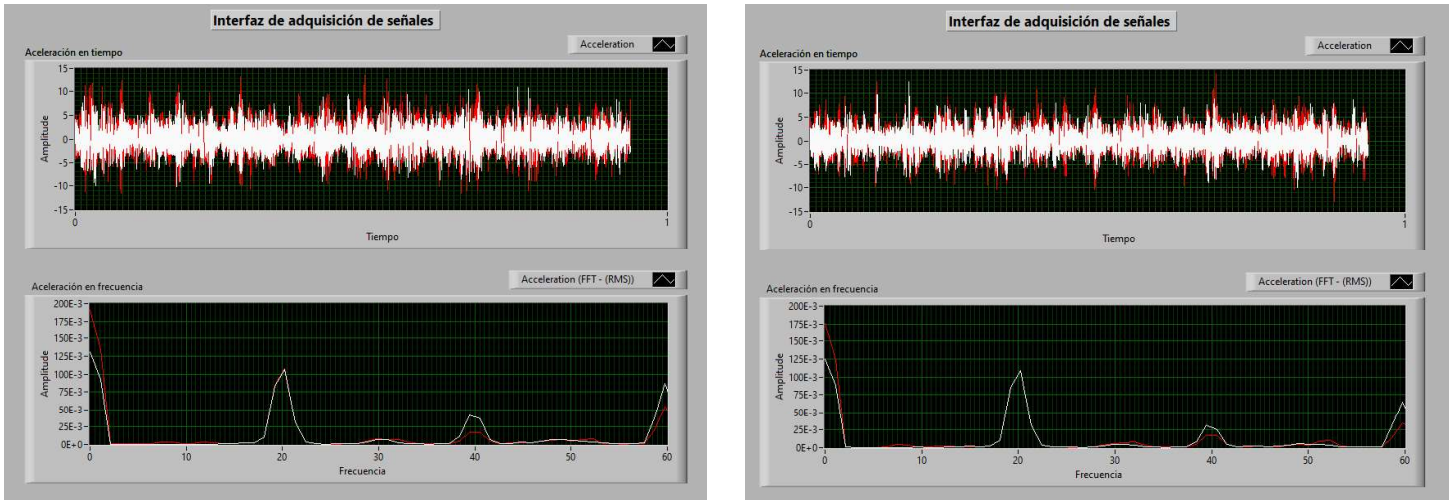 Interfaz de adquisición de señales
Acceleration
Aceleración en tiempo
15
10
5
0
-5
-10
-15
Amplitude
0
1
Tiempo
Acceleration (FFT - (RMS))
Aceleración en frecuencia
200E-3
175E-3
150E-3
125E-3
100E-3
75E-3
50E-3
25E-3
0E+0
Amplitude
0
10
20
30
40
50
60
Frecuencia
Interfaz de adquisición de señales
Acceleration
Aceleración en tiempo
15
10
5
0
-5
-10
-15
Amplitude
0
1
Tiempo
Acceleration (FFT - (RMS))
Aceleración en frecuencia
200E-3
175E-3
150E-3
125E-3
100E-3
75E-3
50E-3
25E-3
0E+0
Amplitude
0
10
20
30
40
50
60
Frecuencia